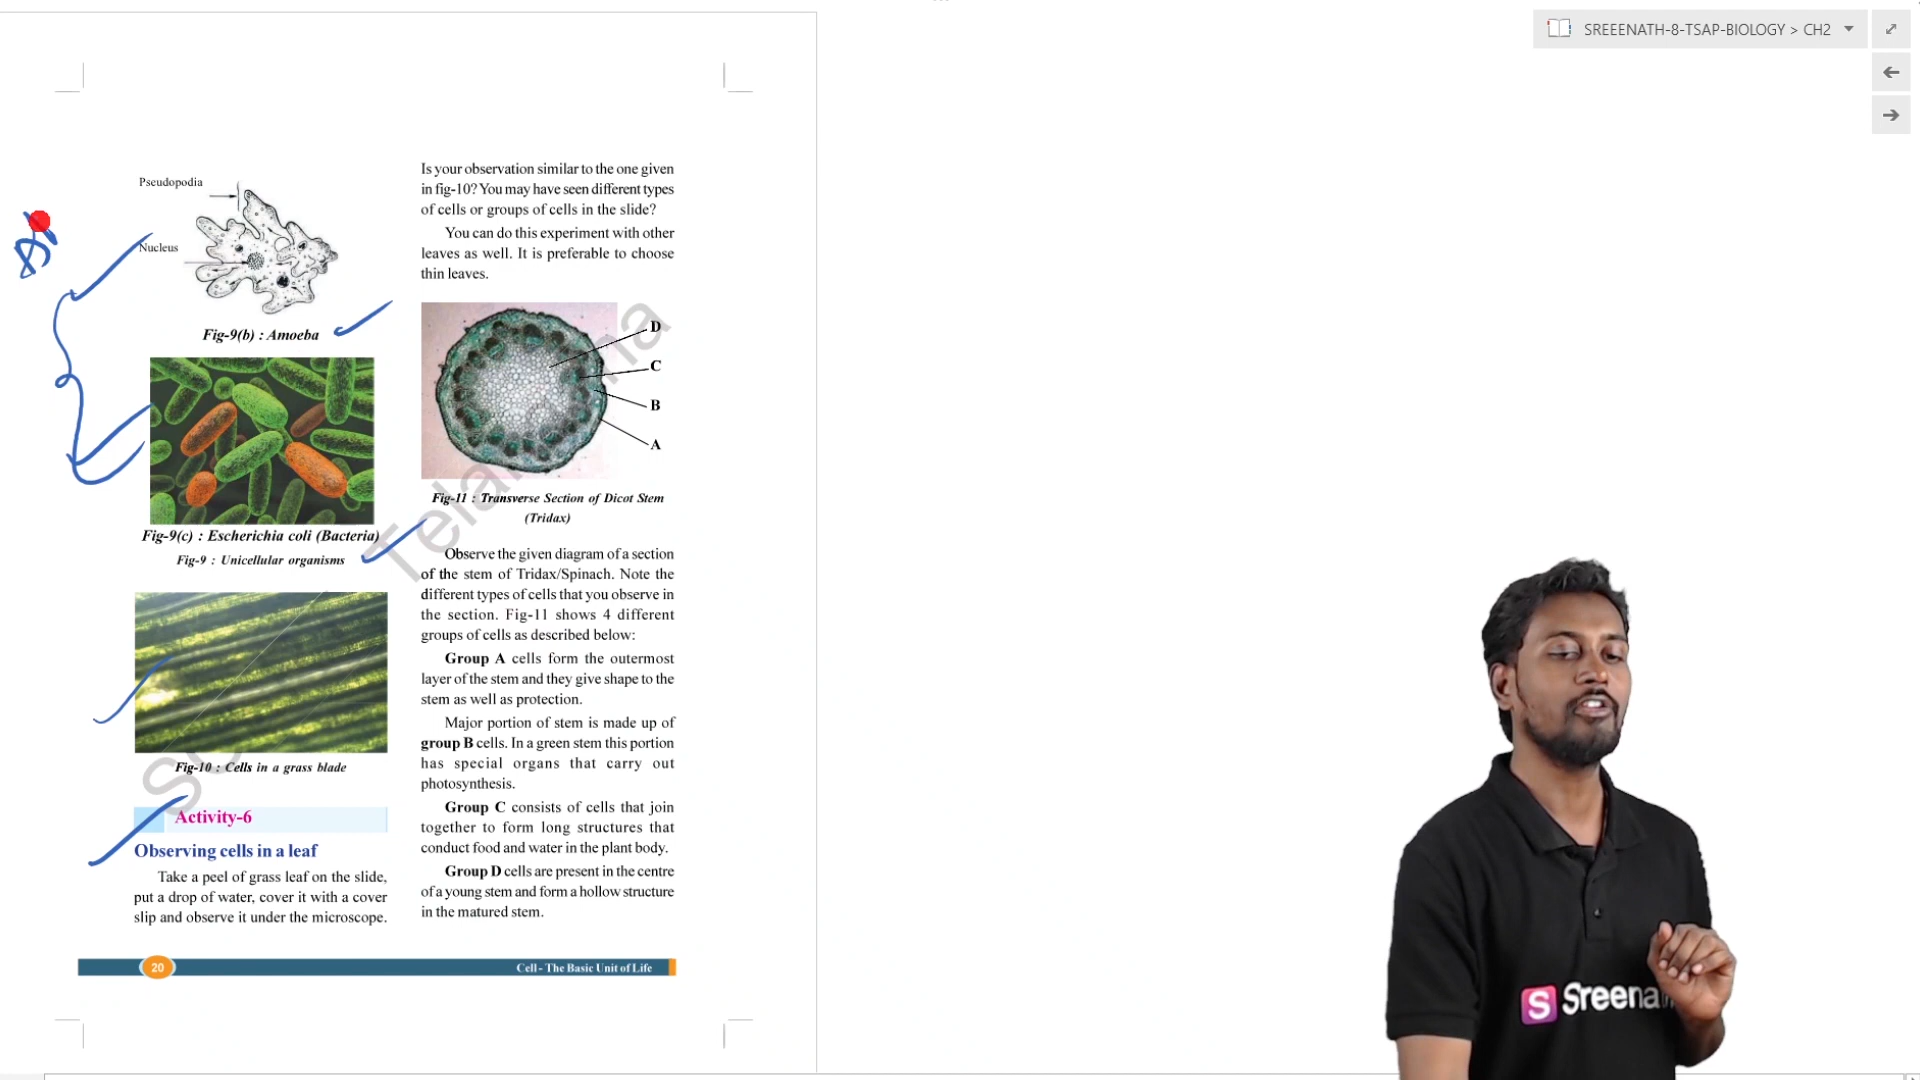 SREEENATH-8-TSAP-BIOLOGY > CH2
Pseudopodia
Nucleus
Fig-9(b) : Amoeba
Fig-9(c) : Escherichia coli (Bacteria)
Fig-9 : Unicellular organisms
Fig-10 : Cells in a grass blade
Activity-6
Observing cells in a leaf
Take a peel of grass leaf on the slide,
put a drop of water, cover it with a cover
slip and observe it under the microscope.
Is your observation similar to the one given
in fig-10? You may have seen different types
of cells or groups of cells in the slide?
You can do this experiment with other
leaves as well. It is preferable to choose
thin leaves.
D
C
B
A
Fig-11 : Transverse Section of Dicot Stem
(Tridax)
Observe the given diagram of a section
of the stem of Tridax/Spinach. Note the
different types of cells that you observe in
the section. Fig-11 shows 4 different
groups of cells as described below:
Group A cells form the outermost
layer of the stem and they give shape to the
stem as well as protection.
Major portion of stem is made up of
group B cells. In a green stem this portion
has special organs that carry out
photosynthesis.
Group C consists of cells that join
together to form long structures that
conduct food and water in the plant body.
Group D cells are present in the centre
of a young stem and form a hollow structure
in the matured stem.
20
Cell - The Basic Unit of Life
S Sreena